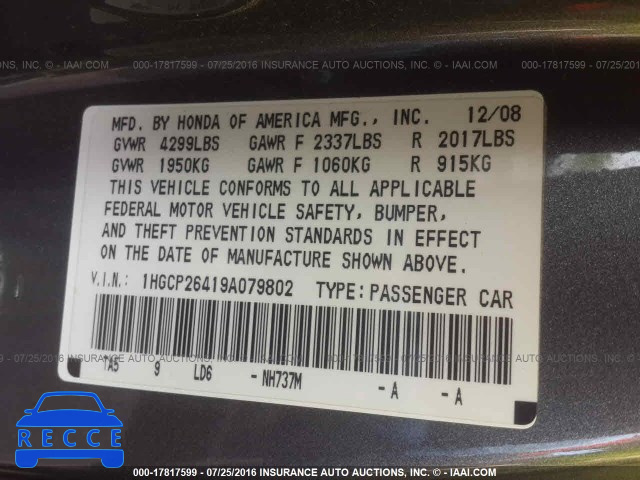 000-17817599 - 07/25/2016 INSURANCE AUTO AUCTIONS, INC. - © IAAI.COM
MFD. BY HONDA OF AMERICA MFG., INC. 12/08
GVWR 4299LBS GAWR F 2337LBS R 2017LBS
GVWR 1950KG GAWR F 1060KG R 915KG
THIS VEHICLE CONFORMS TO ALL APPLICABLE
FEDERAL MOTOR VEHICLE SAFETY, BUMPER,
AND THEFT PREVENTION STANDARDS IN EFFECT
ON THE DATE OF MANUFACTURE SHOWN ABOVE.
V.I.N.: 1HGCP26419A079802 TYPE:PASSENGER CAR
TA5 9 LD6 - NH737M - A - A
RECCE
000-17817599 - 07/25/2016 INSURANCE AUTO AUCTIONS, INC. - © IAAI.COM